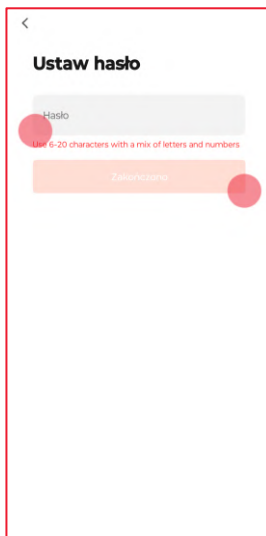 Ustaw hasło
Hasło
Use 6-20 characters with a mix of letters and numbers
Zakończono